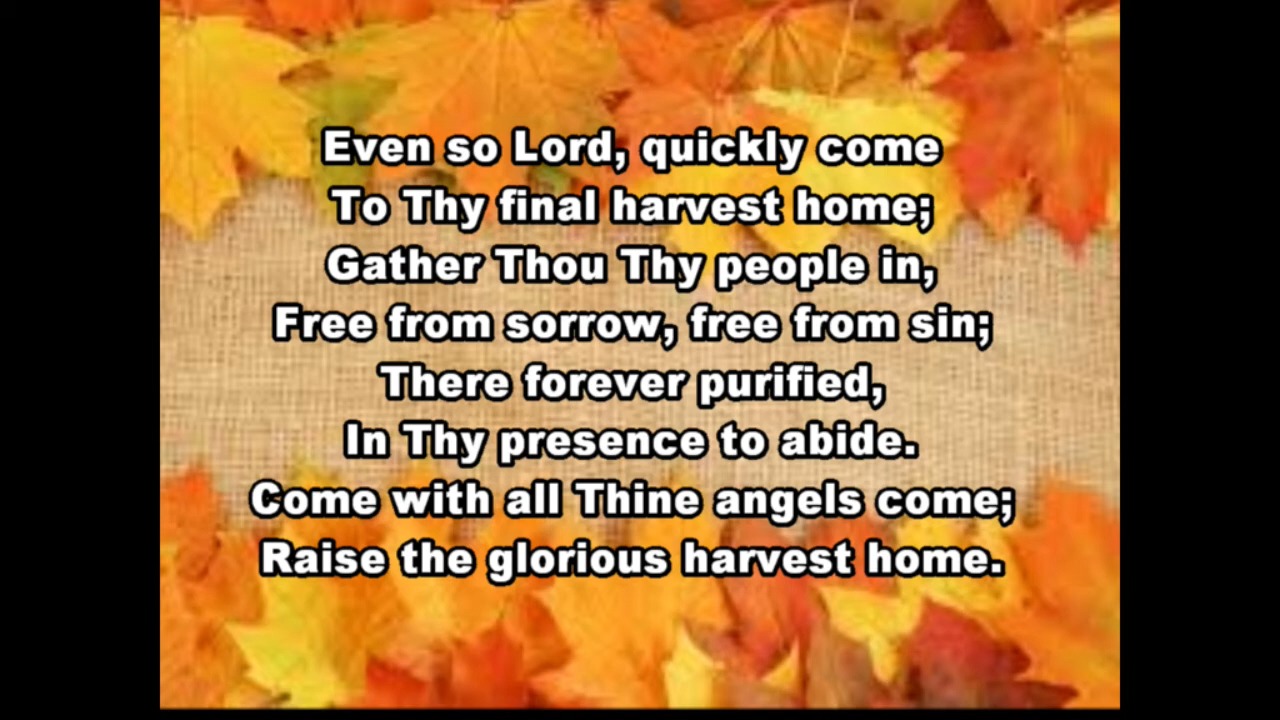 Even so Lord, quickly come
To Thy final harvest home;
Gather Thou Thy people in,
Free from sorrow, free from sin;
There forever purified,
In Thy presence to abide.
Come with all Thine angels come;
Raise the glorious harvest home.